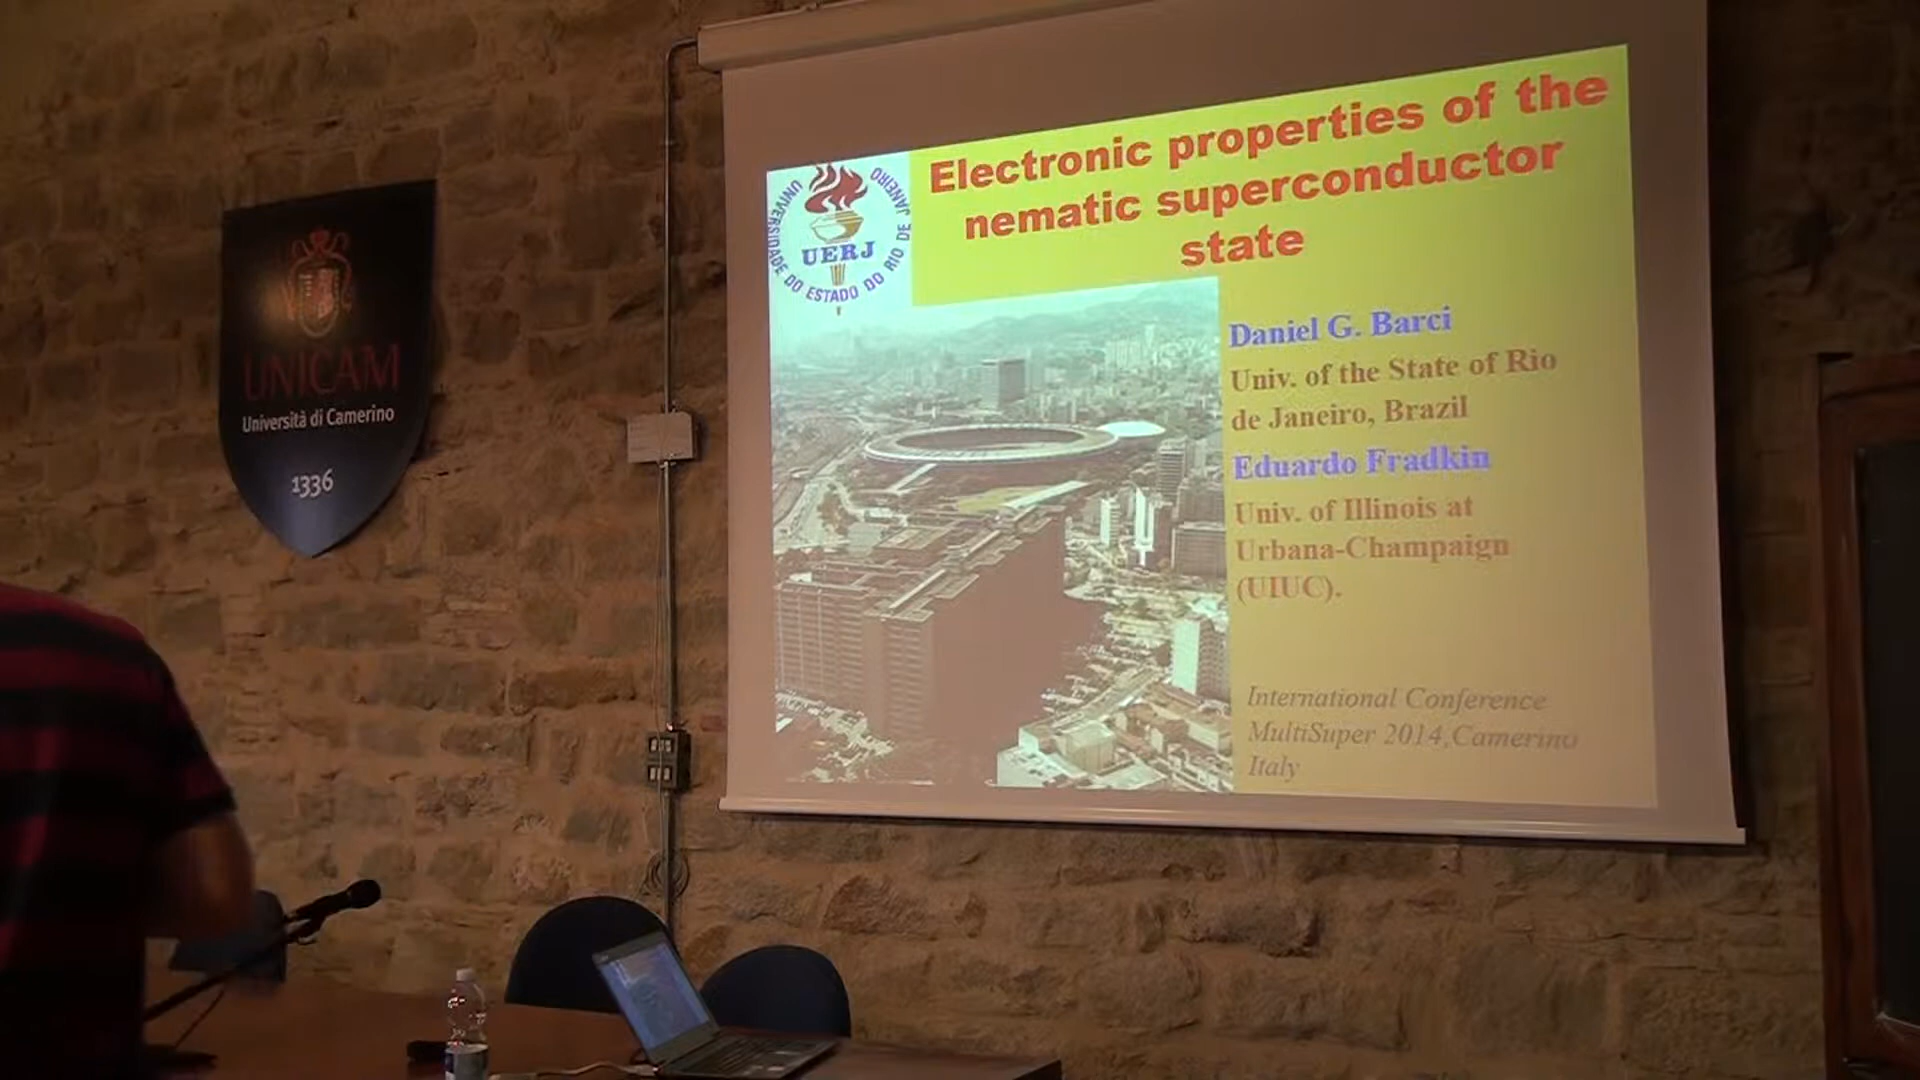 UNICAM
Università di Camerino
1336
UNIVERSIDADE DO ESTADO DO RIO DE JANEIRO
UERJ
Electronic properties of the
nematic superconductor
state
Daniel G. Barci
Univ. of the State of Rio
de Janeiro, Brazil
Eduardo Fradkin
Univ. of Illinois at
Urbana-Champaign
(UIUC).
International Conference
MultiSuper 2014,Camerino
Italy